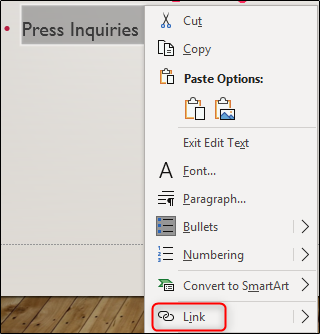 Press Inquiries
Cut
Copy
Paste Options:
Exit Edit Text
Font...
Paragraph...
Bullets
Numbering
Convert to SmartArt
Link